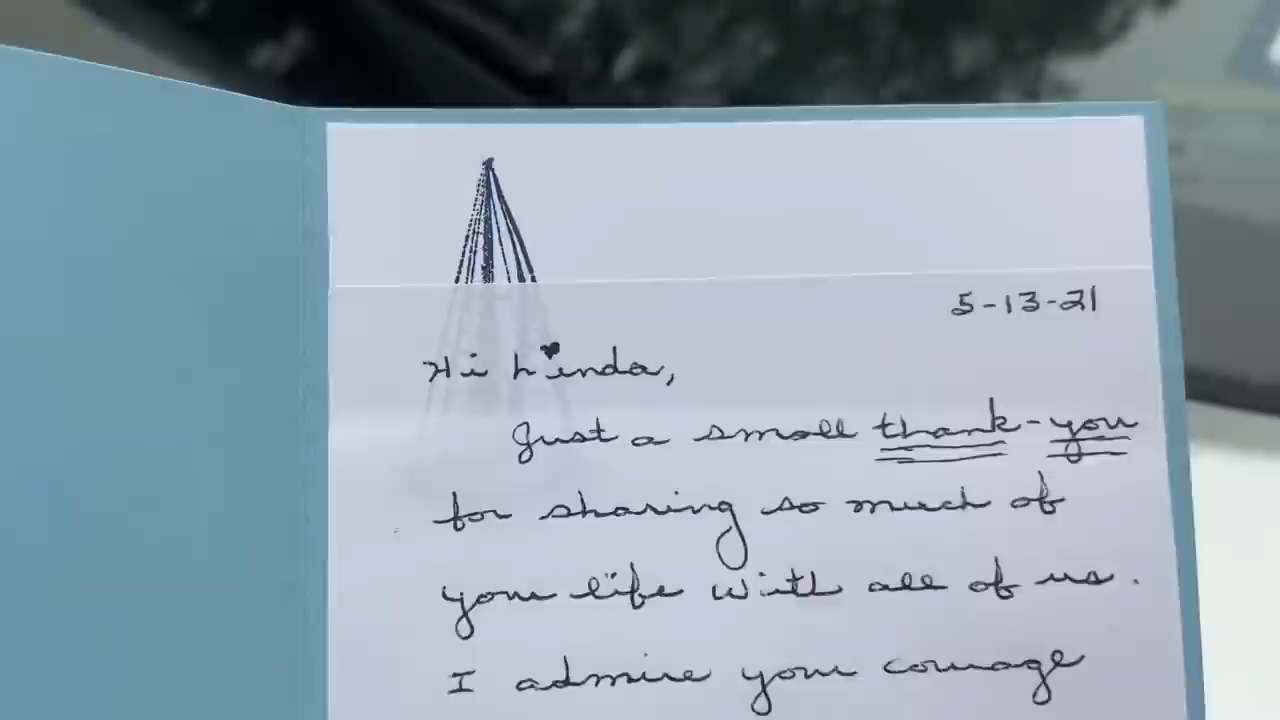 5-13-21
Hi Linda,
Just a small thank-you
for sharing so much of
your life with all of us.
I admire your courage